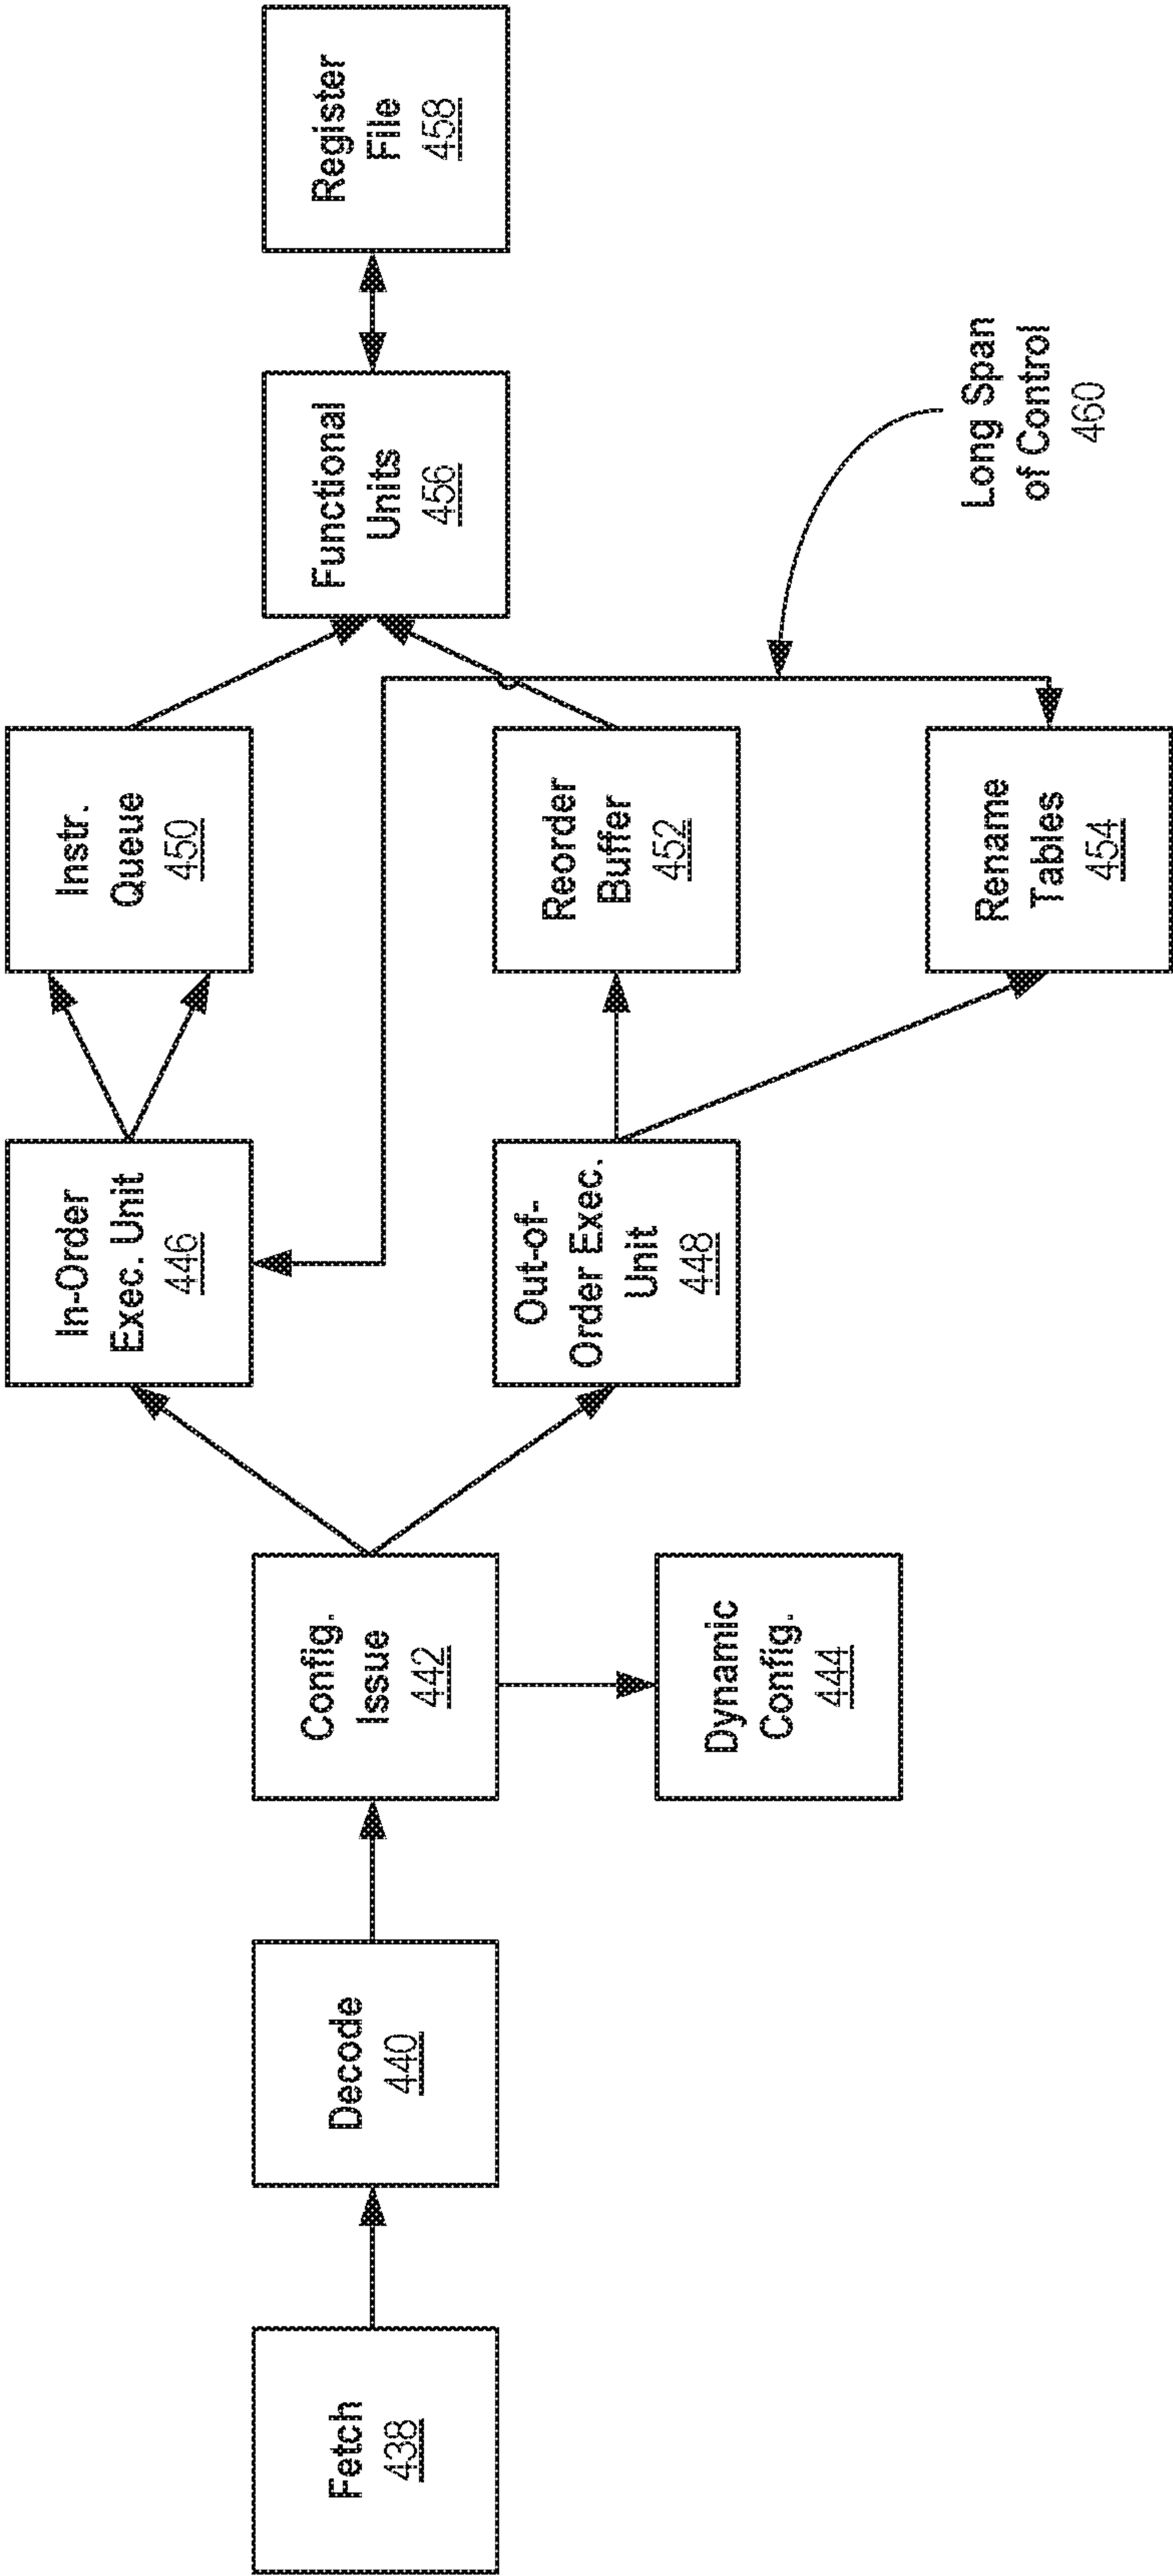 Fetch
438
Decode
440
Config.
Issue
442
Dynamic
Config.
444
In-Order
Exec. Unit
446
Out-of-
Order Exec.
Unit
448
Instr.
Queue
450
Reorder
Buffer
452
Rename
Tables
454
Functional
Units
456
Register
File
458
Long Span
of Control
460